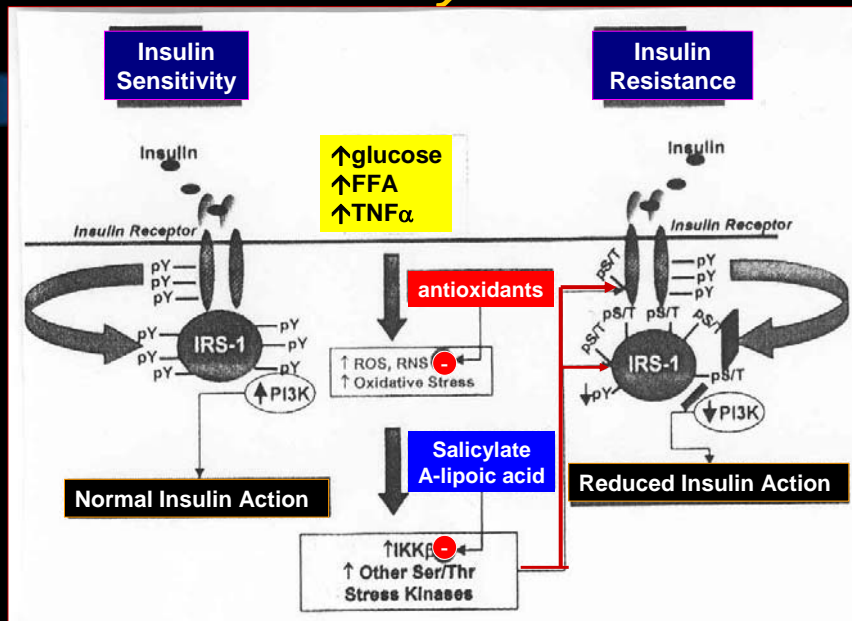 Insulin
Sensitivity
Insulin
Resistance
Insulin
↑glucose
↑FFA
↑TNFα
Insulin
Insulin Receptor
Insulin Receptor
pY
pY
pY
antioxidants
pS/T
pY
pY
pY
pS/T
pS/T
pS/T
pS/T
pY
pY
pY
pY
pY
IRS-1
↑ ROS, RNS -
↑ Oxidative Stress
IRS-1
pS/T
↓pY
↑PI3K
↓PI3K
Salicylate
A-lipoic acid
Normal Insulin Action
Reduced Insulin Action
↑IKKβ -
↑ Other Ser/Thr
Stress Kinases